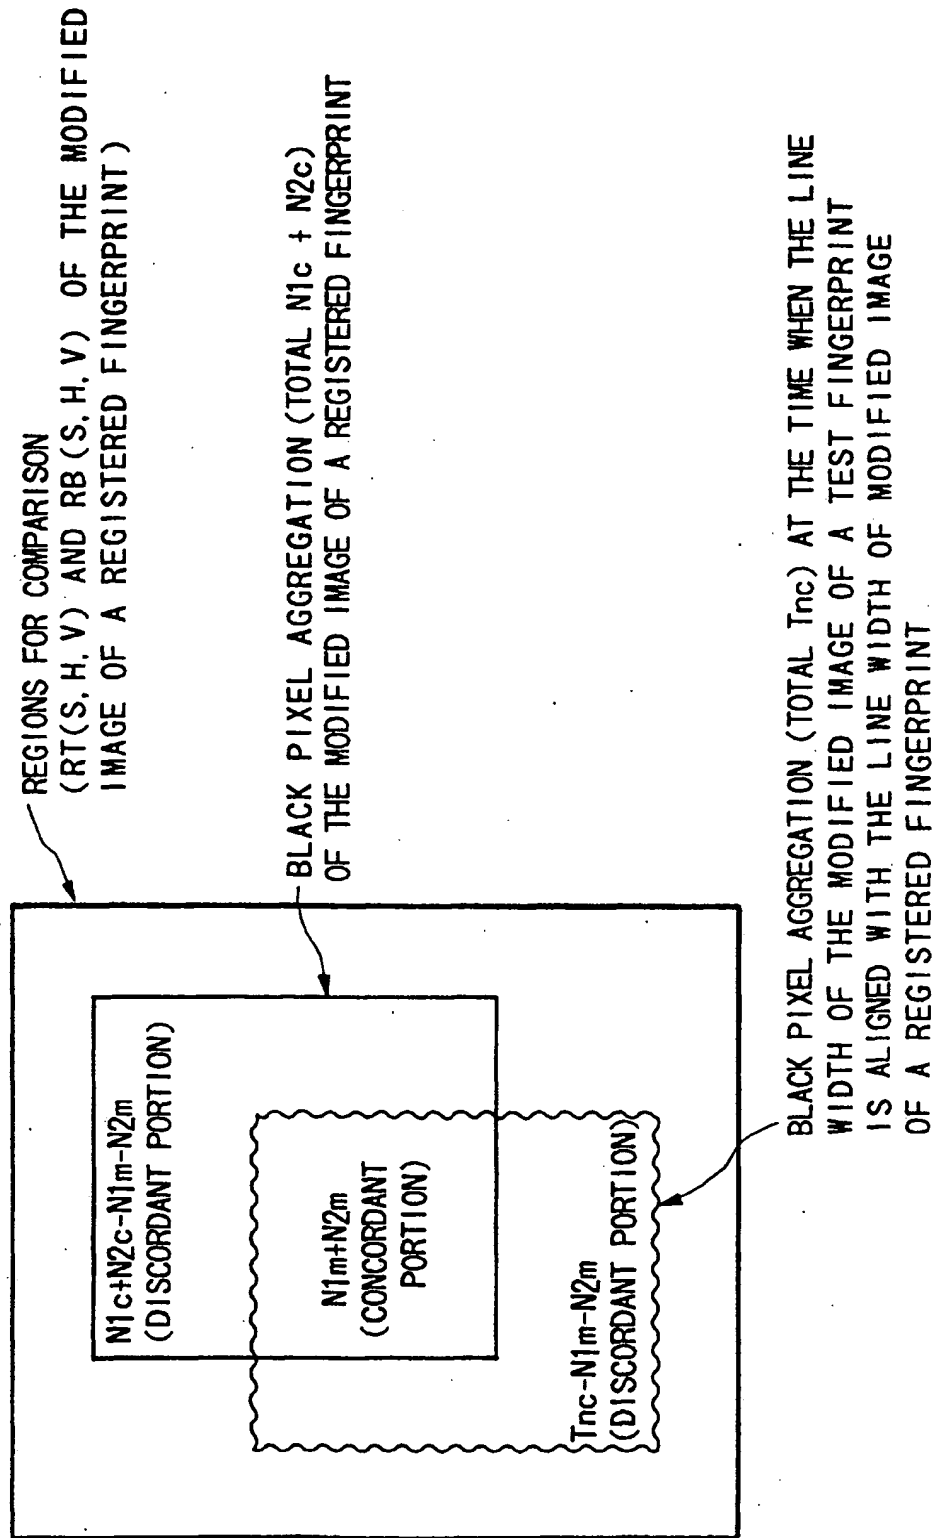 REGIONS FOR COMPARISON
(RT(S, H, V) AND RB(S, H, V) OF THE MODIFIED
IMAGE OF A REGISTERED FINGERPRINT)
BLACK PIXEL AGGREGATION (TOTAL N1c + N2c)
OF THE MODIFIED IMAGE OF A REGISTERED FINGERPRINT
N1c+N2c-N1m-N2m
(DISCORDANT PORTION)
N1m+N2m
(CONCORDANT
PORTION)
Tnc-N1m-N2m
(DISCORDANT PORTION)
BLACK PIXEL AGGREGATION (TOTAL Tnc) AT THE TIME WHEN THE LINE
WIDTH OF THE MODIFIED IMAGE OF A TEST FINGERPRINT
IS ALIGNED WITH THE LINE WIDTH OF MODIFIED IMAGE
OF A REGISTERED FINGERPRINT